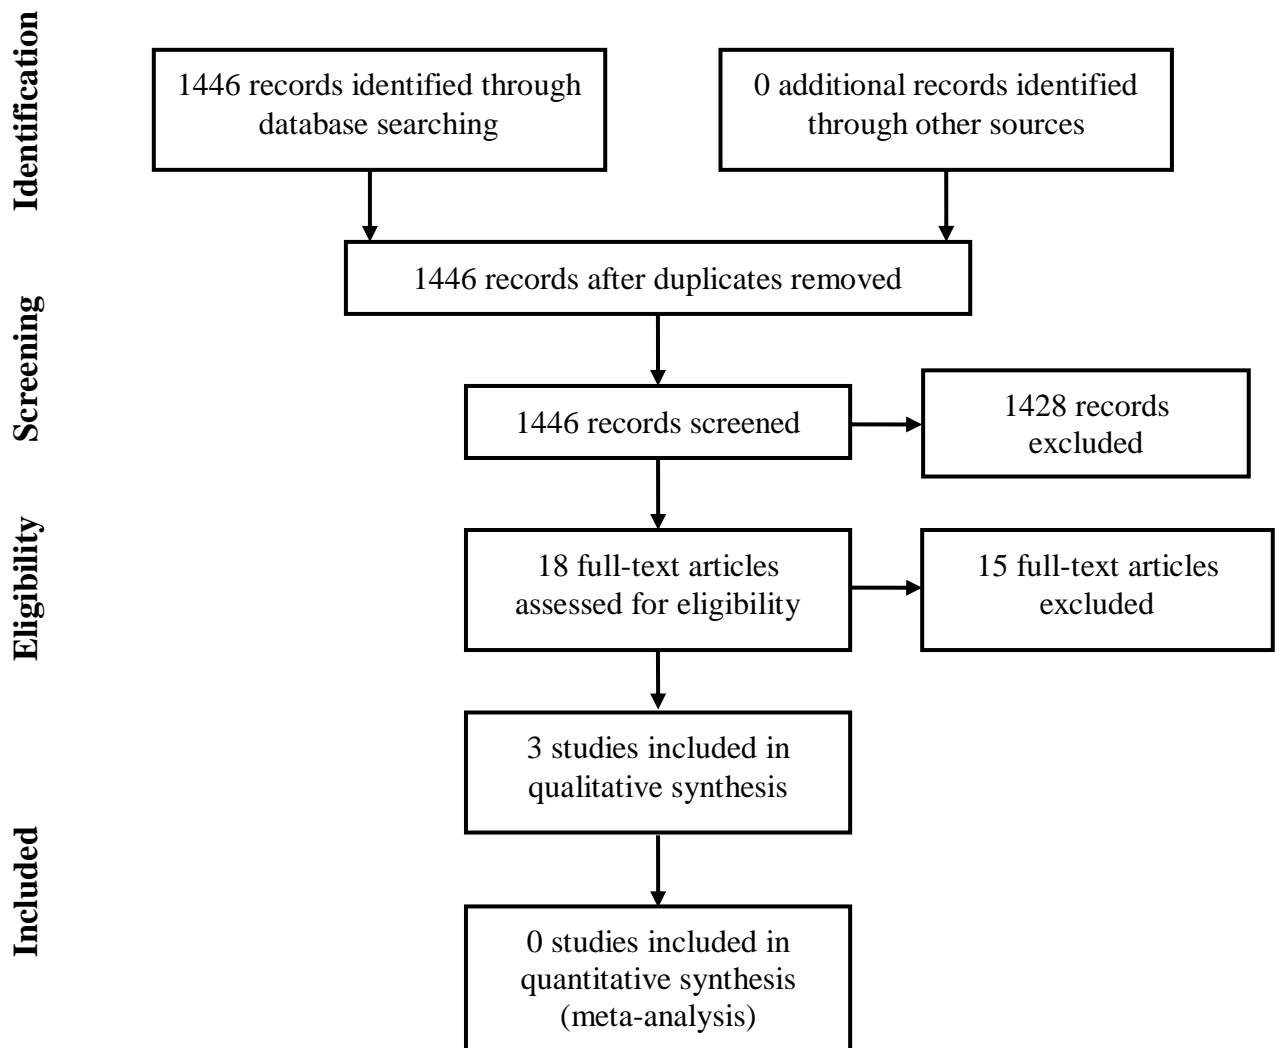 Identification
1446 records identified through
database searching
0 additional records identified
through other sources
1446 records after duplicates removed
Screening
1446 records screened
1428 records
excluded
Eligibility
18 full-text articles
assessed for eligibility
15 full-text articles
excluded
Included
3 studies included in
qualitative synthesis
0 studies included in
quantitative synthesis
(meta-analysis)